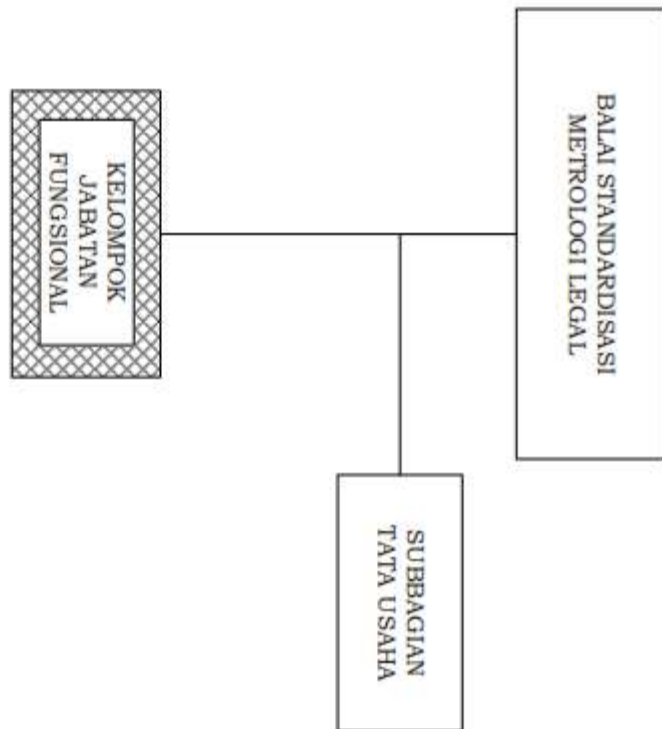 BALAI STANDARDISASI
METROLOGI LEGAL
SUBBAGIAN
TATA USAHA
KELOMPOK
JABATAN
FUNGSIONAL